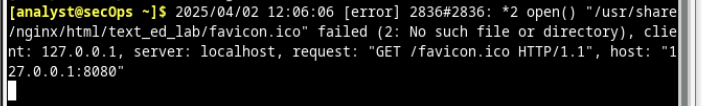 [analyst@secOps ~]$ 2025/04/02 12:06:06 [error] 2836#2836: *2 open() "/usr/share
/nginx/html/text_ed_lab/favicon.ico" failed (2: No such file or directory), clie
nt: 127.0.0.1, server: localhost, request: "GET /favicon.ico HTTP/1.1", host: "1
27.0.0.1:8080"